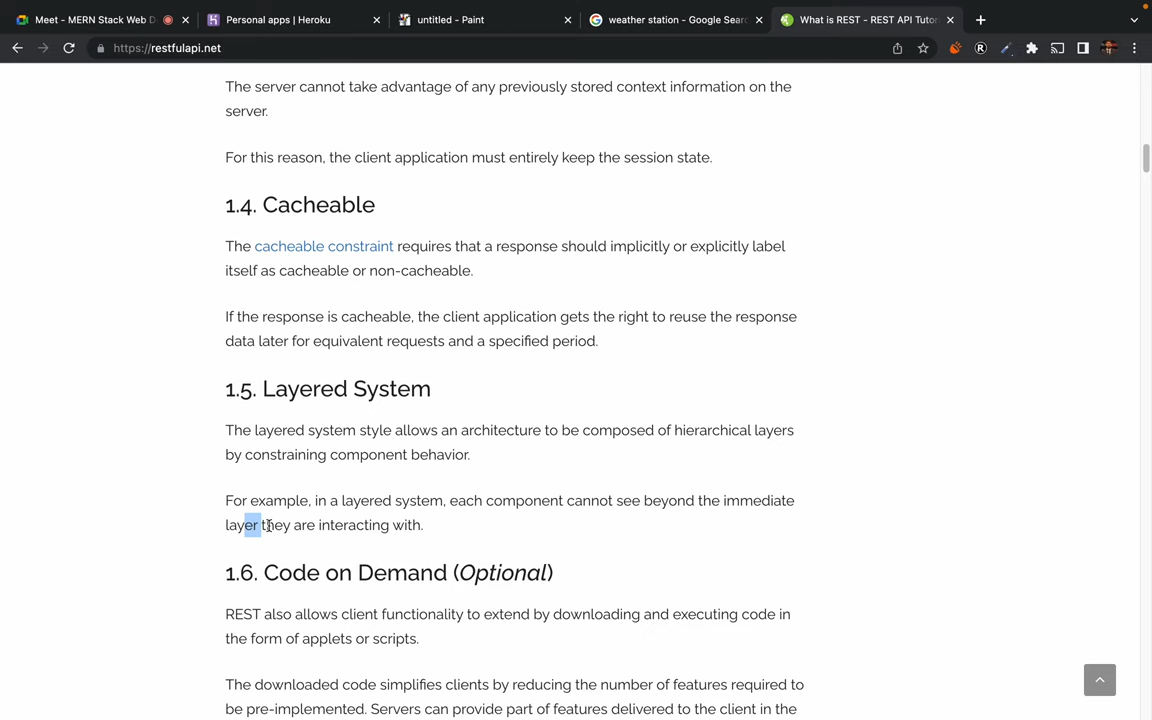 Meet - MERN Stack Web D
Personal apps | Heroku
untitled - Paint
weather station - Google Sear
What is REST - REST API Tutor
https://restfulapi.net
The server cannot take advantage of any previously stored context information on the
server.
For this reason, the client application must entirely keep the session state.
1.4. Cacheable
The cacheable constraint requires that a response should implicitly or explicitly label
itself as cacheable or non-cacheable.
If the response is cacheable, the client application gets the right to reuse the response
data later for equivalent requests and a specified period.
1.5. Layered System
The layered system style allows an architecture to be composed of hierarchical layers
by constraining component behavior.
For example, in a layered system, each component cannot see beyond the immediate
layer they are interacting with.
1.6. Code on Demand (Optional)
REST also allows client functionality to extend by downloading and executing code in
the form of applets or scripts.
The downloaded code simplifies clients by reducing the number of features required to
be pre-implemented. Servers can provide part of features delivered to the client in the